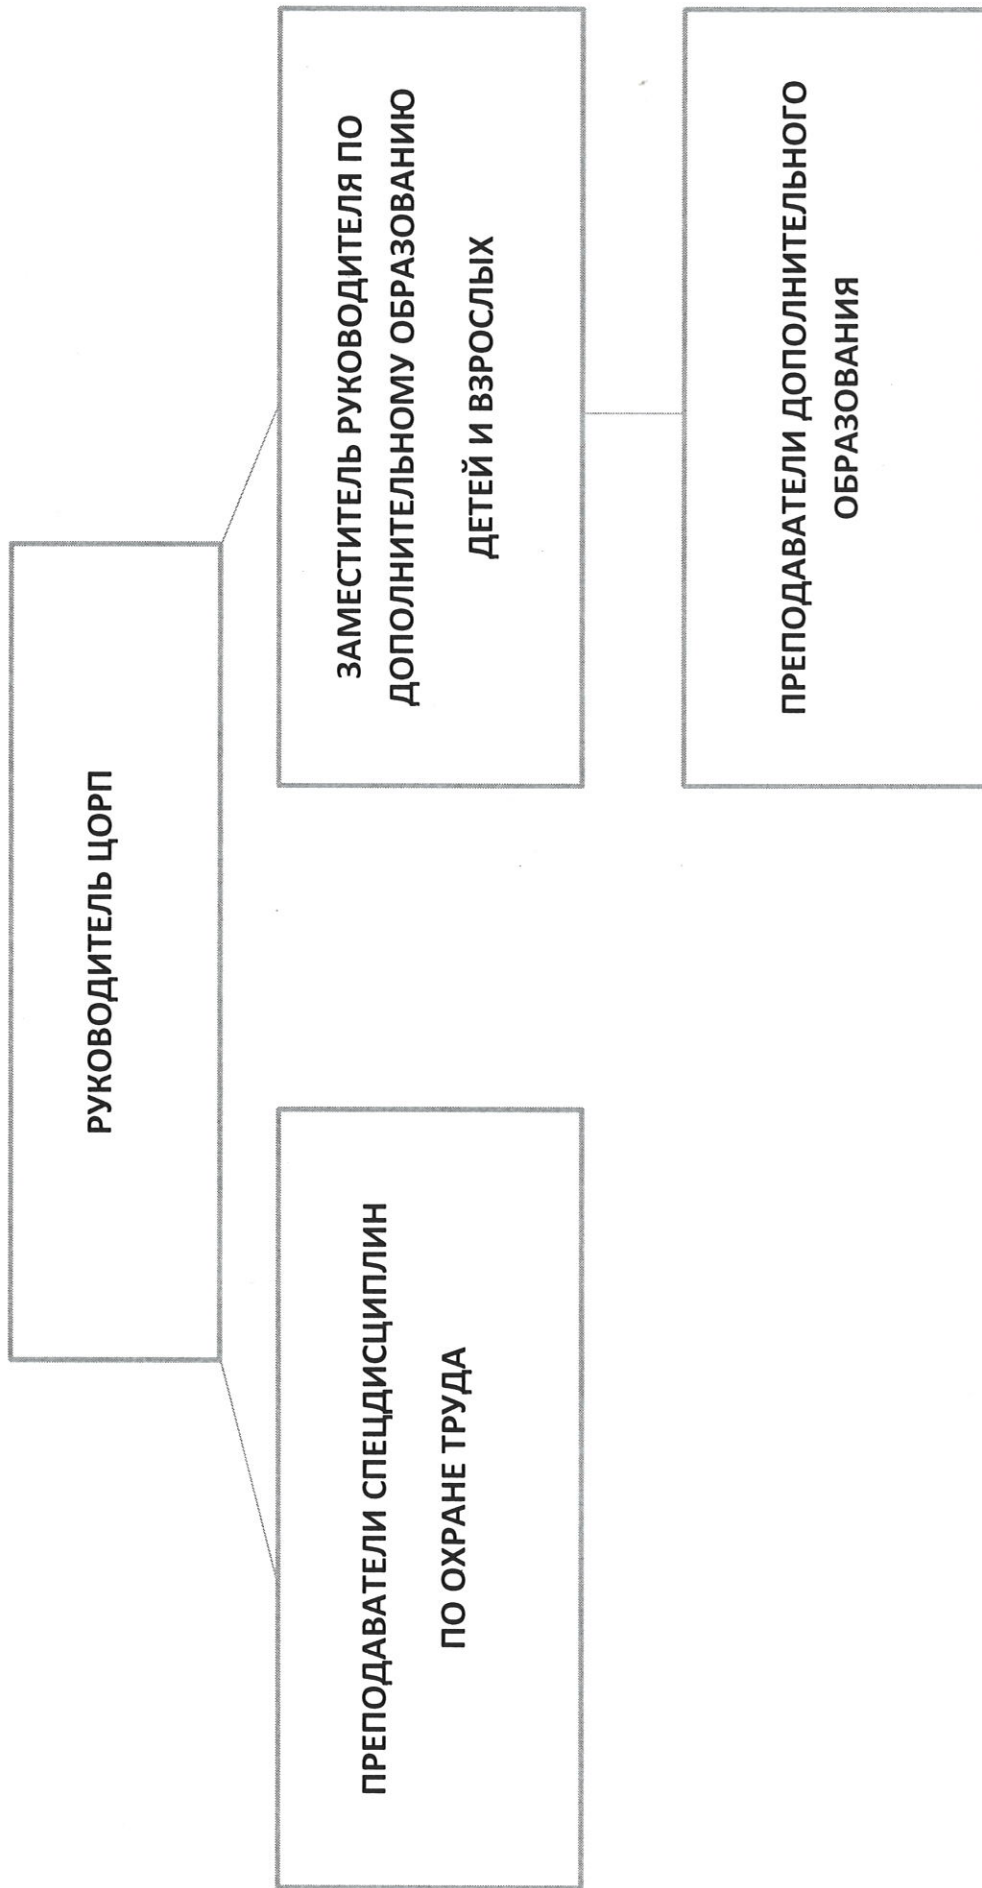 РУКОВОДИТЕЛЬ ЦОРП
ПРЕПОДАВАТЕЛИ СПЕЦДИСЦИПЛИН
ПО ОХРАНЕ ТРУДА
ЗАМЕСТИТЕЛЬ РУКОВОДИТЕЛЯ ПО
ДОПОЛНИТЕЛЬНОМУ ОБРАЗОВАНИЮ
ДЕТЕЙ И ВЗРОСЛЫХ
ПРЕПОДАВАТЕЛИ ДОПОЛНИТЕЛЬНОГО
ОБРАЗОВАНИЯ